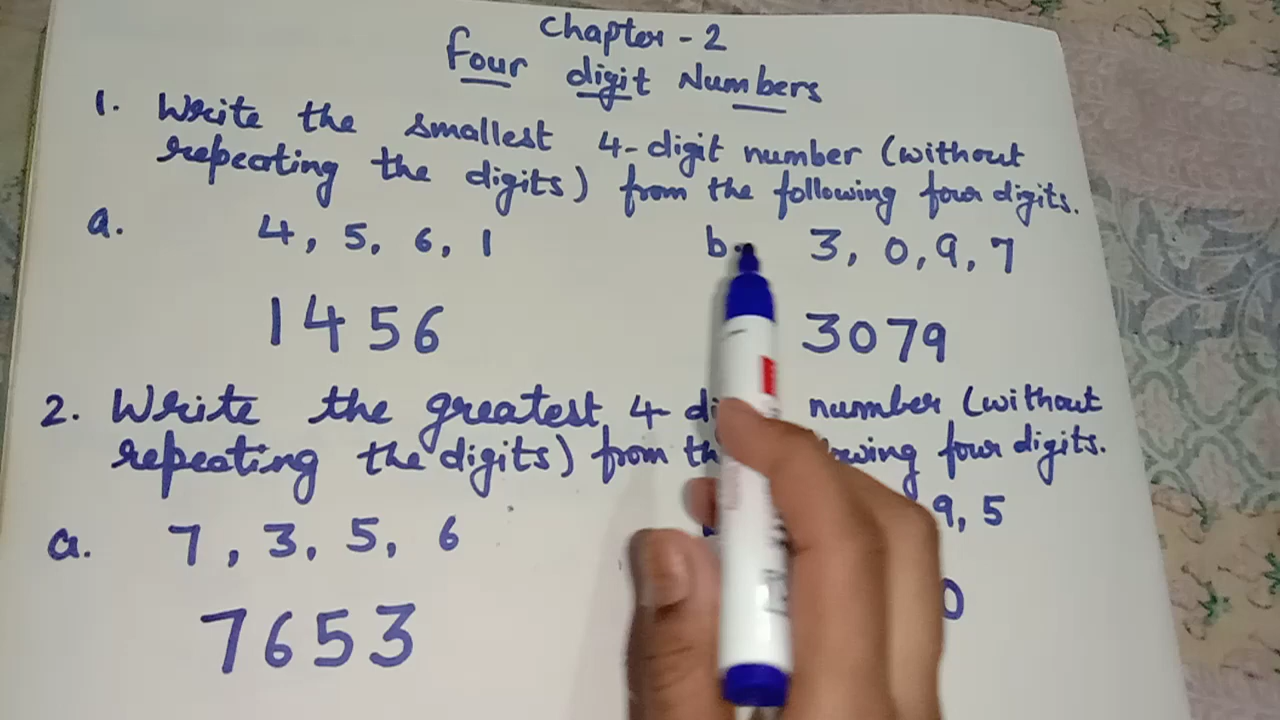 Chapter - 2
Four digit Numbers
1. Write the smallest 4-digit number (without
repeating the digits) from the following four digits.
a. 4, 5, 6, 1 b. 3, 0, 9, 7
1456 3079
2. Write the greatest 4- number (without
repeating the digits) from four digits.
a. 7, 3, 5, 6 9, 5
7653 0